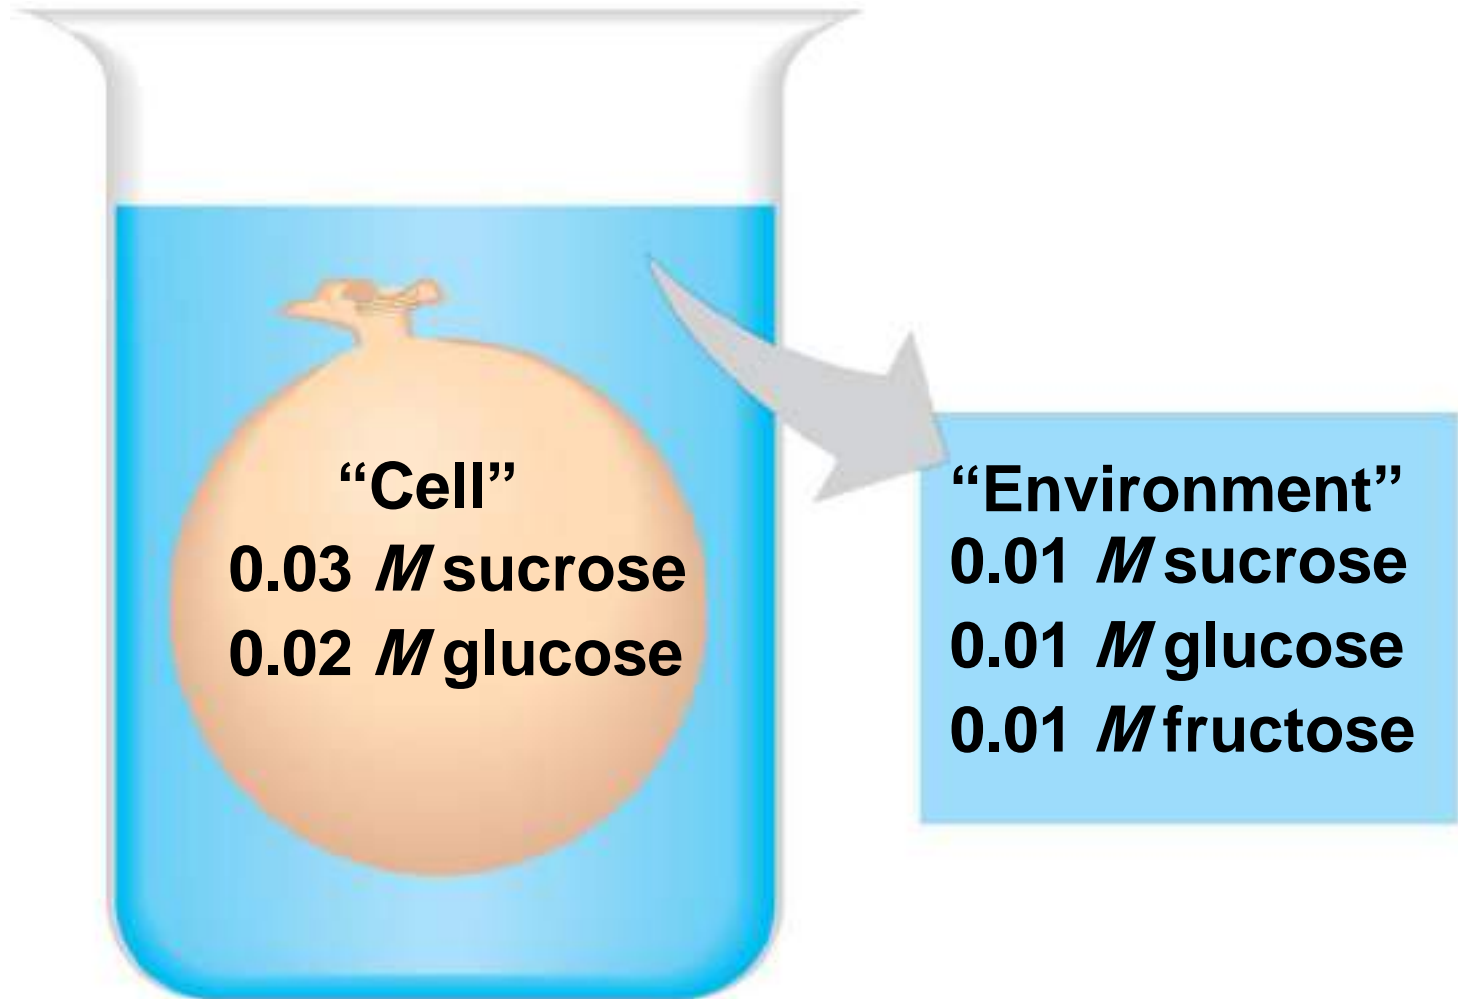 “Cell”
0.03 M sucrose
0.02 M glucose
“Environment”
0.01 M sucrose
0.01 M glucose
0.01 M fructose